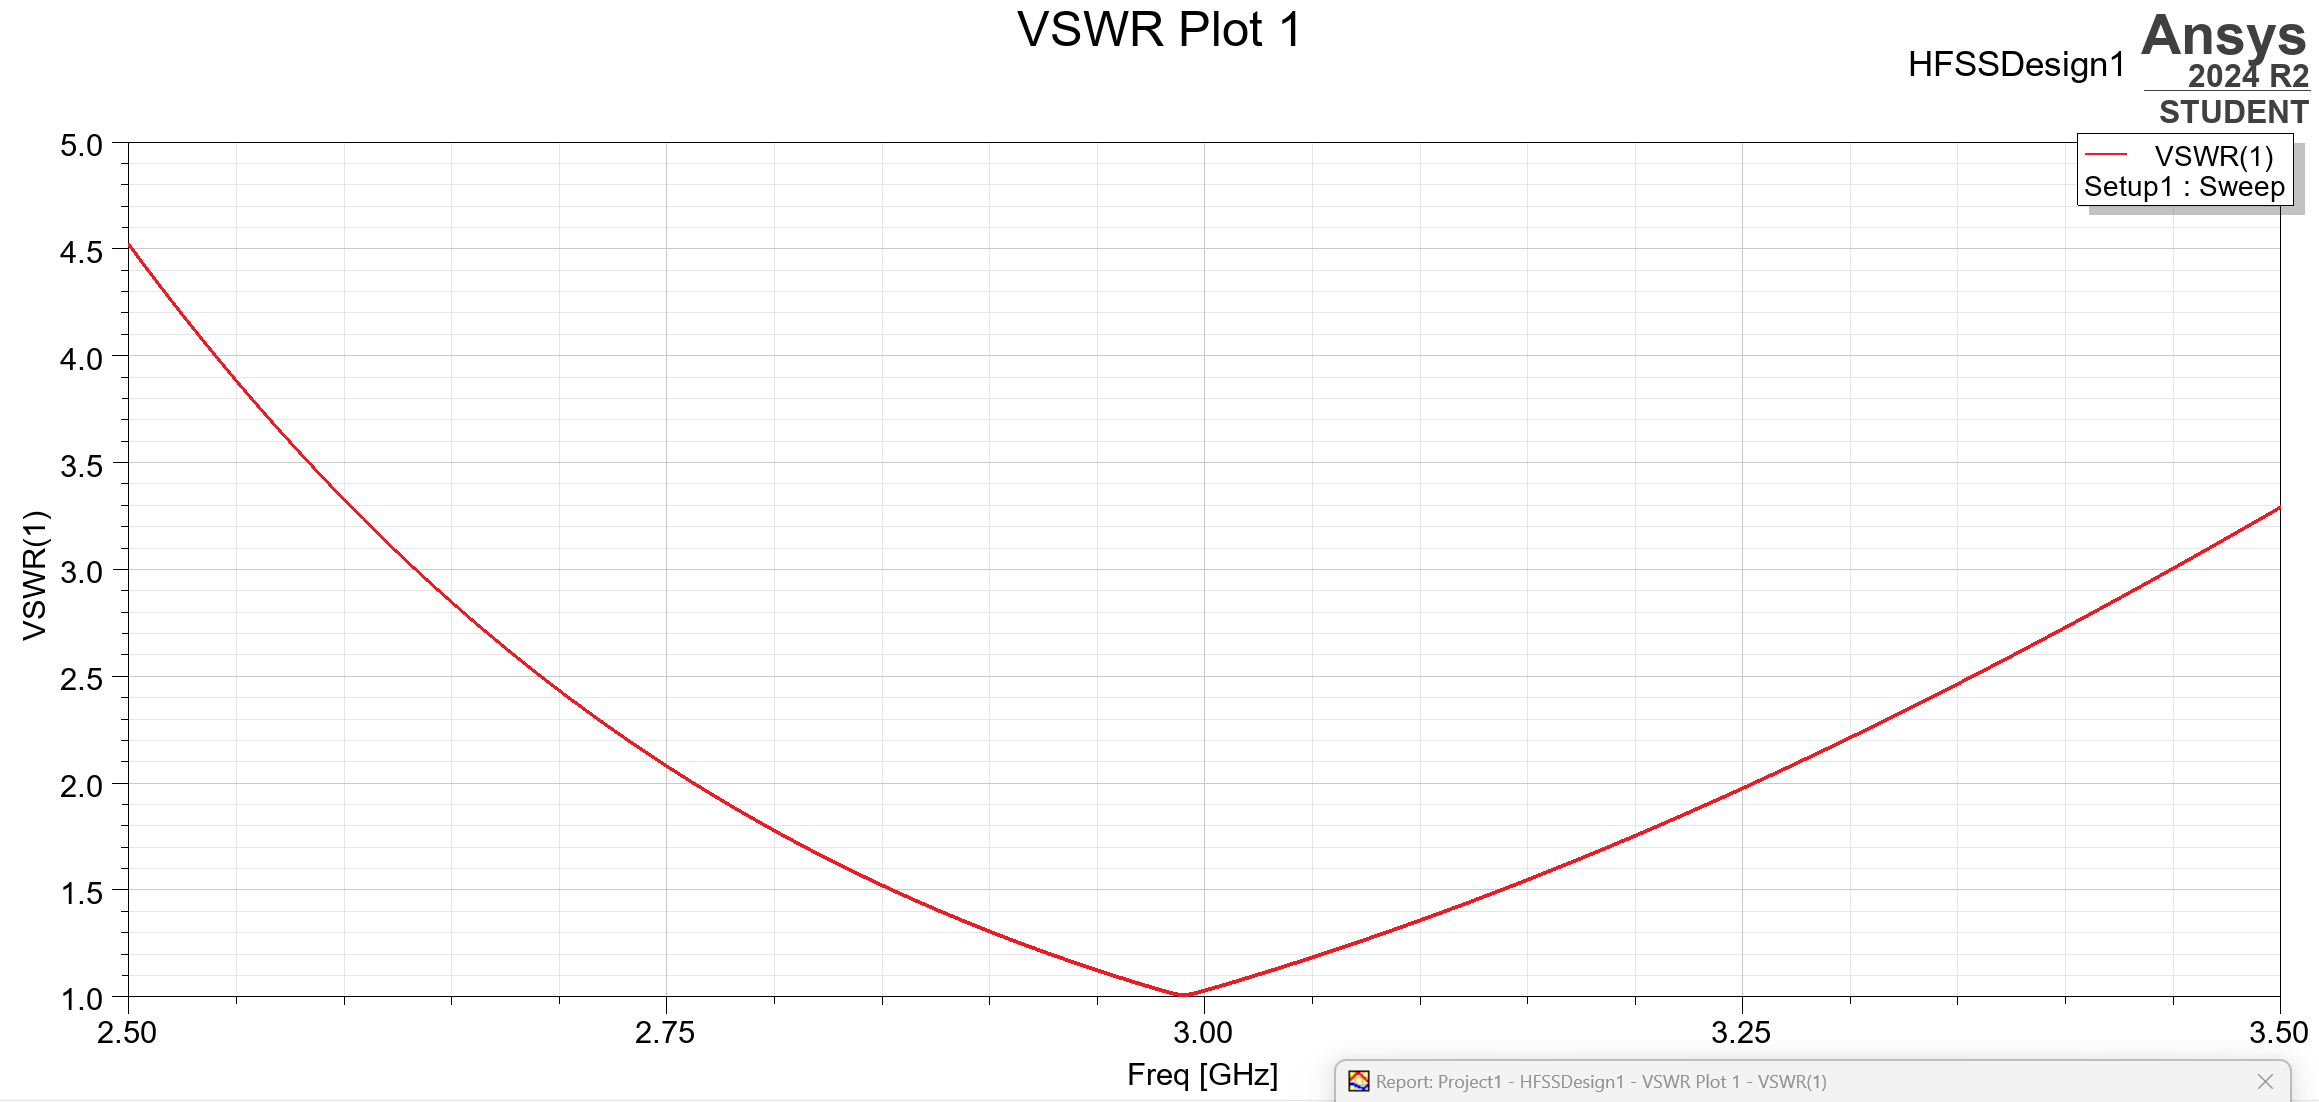 VSWR Plot 1
HFSSDesign1
Ansys
2024 R2
STUDENT
VSWR(1)
Setup1 : Sweep
5.0
4.5
4.0
3.5
3.0
2.5
2.0
1.5
1.0
VSWR(1)
2.50 2.75 3.00 3.25 3.50
Freq [GHz]
Report: Project1 - HFSSDesign1 - VSWR Plot 1 - VSWR(1)